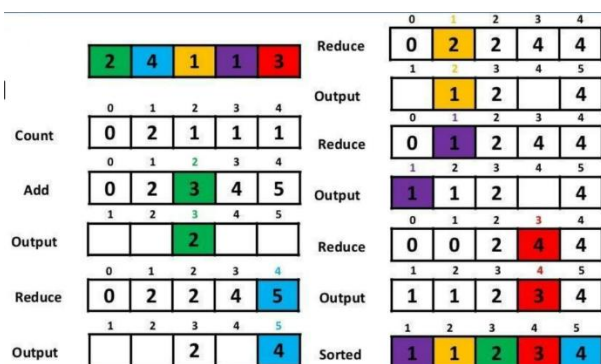 2 4 1 1 3
0 1 2 3 4
Count 0 2 1 1 1
0 1 2 3 4
Add 0 2 3 4 5
1 2 3 4 5
Output 2
0 1 2 3 4
Reduce 0 2 2 4 5
1 2 3 4 5
Output 2 4
0 1 2 3 4
Reduce 0 2 2 4 4
1 2 3 4 5
Output 1 2 4
0 1 2 3 4
Reduce 0 1 2 4 4
1 2 3 4 5
Output 1 1 2 4
0 1 2 3 4
Reduce 0 0 2 4 4
1 2 3 4 5
Output 1 1 2 3 4
1 2 3 4 5
Sorted 1 1 2 3 4